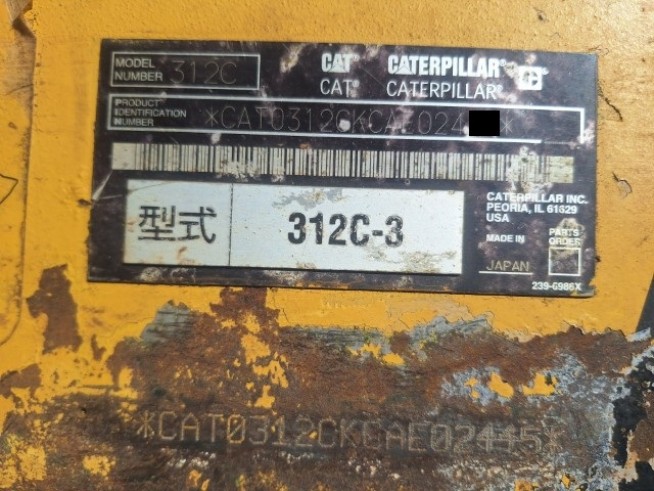 MODEL
NUMBER 312C
CAT CATERPILLAR
CAT CATERPILLAR
PRODUCT
IDENTIFICATION
NUMBER
*CAT0312CKCAE024
*
型式 312C-3
CATERPILLAR INC.
PEORIA, IL 61629
USA
MADE IN
JAPAN
PARTS
ORDER
239-6986X
*CAT0312CKCAE02445*